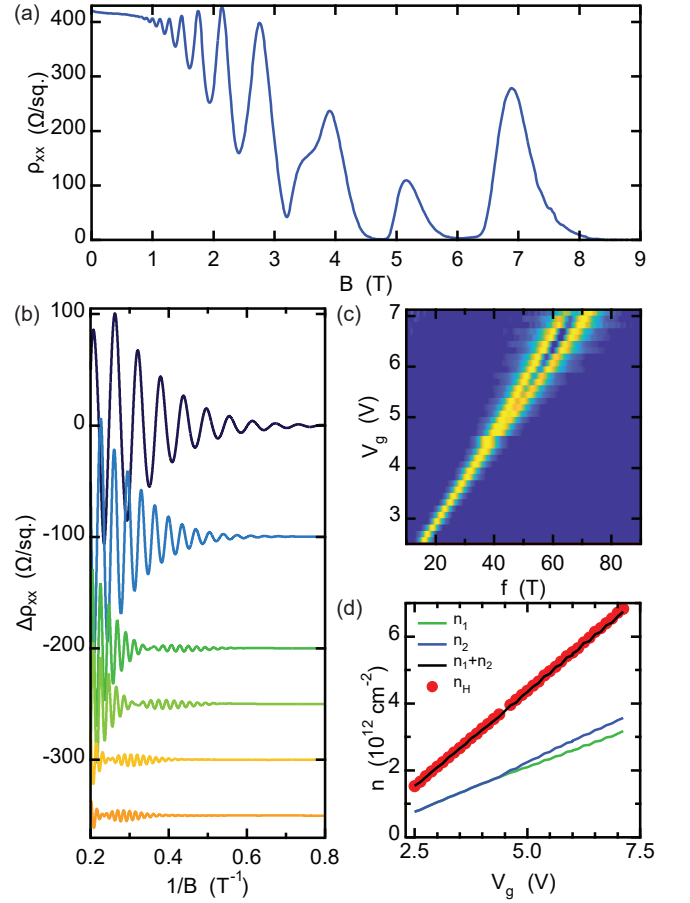 (a)
400
300
200
100
0
ρxx (Ω/sq.)
0 1 2 3 4 5 6 7 8 9
B (T)
(b)
100
0
-100
-200
-300
Δρxx (Ω/sq.)
0.2 0.4 0.6 0.8
1/B (T⁻¹)
(c)
7
6
5
4
3
Vg (V)
20 40 60 80
f (T)
(d)
6
4
2
0
n (10¹² cm⁻²)
n₁
n₂
n₁+n₂
nH
2.5 5.0 7.5
Vg (V)